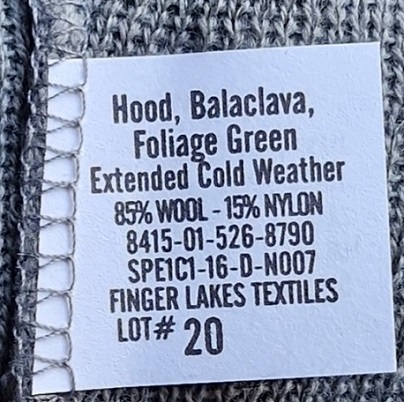 Hood, Balaclava,
Foliage Green
Extended Cold Weather
85% WOOL - 15% NYLON
8415-01-526-8790
SPE1C1-16-D-N007
FINGER LAKES TEXTILES
LOT# 20